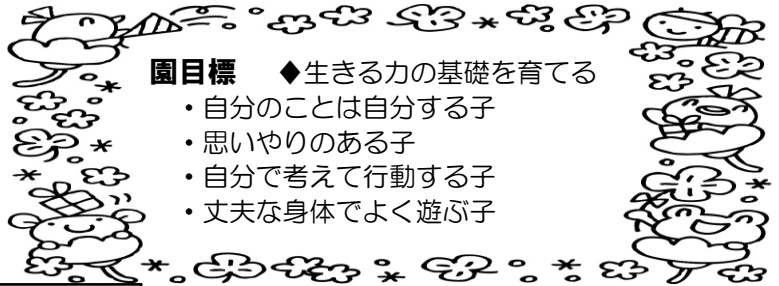 園目標　◆生きる力の基礎を育てる
・自分のことは自分する子
・思いやりのある子
・自分で考えて行動する子
・丈夫な身体でよく遊ぶ子